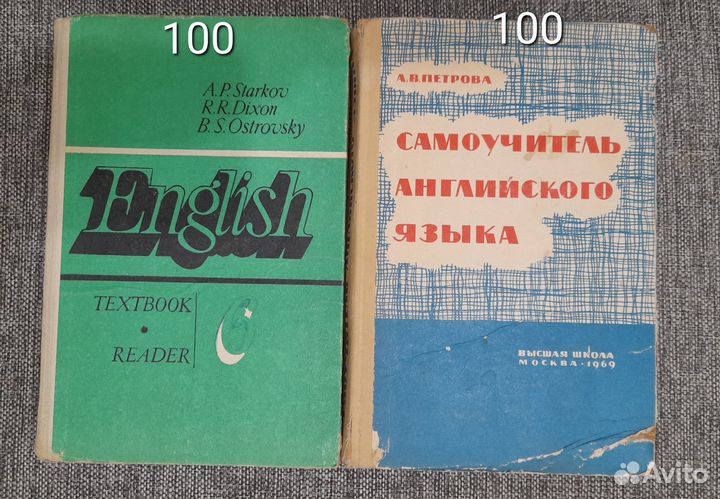 100
A.P. Starkov
R.R. Dixon
B.S. Ostrovsky
English
TEXTBOOK
•
READER
6
100
А.В.ПЕТРОВА
САМОУЧИТЕЛЬ
АНГЛИЙСКОГО
ЯЗЫКА
ВЫСШАЯ ШКОЛА
МОСКВА · 1969
Avito